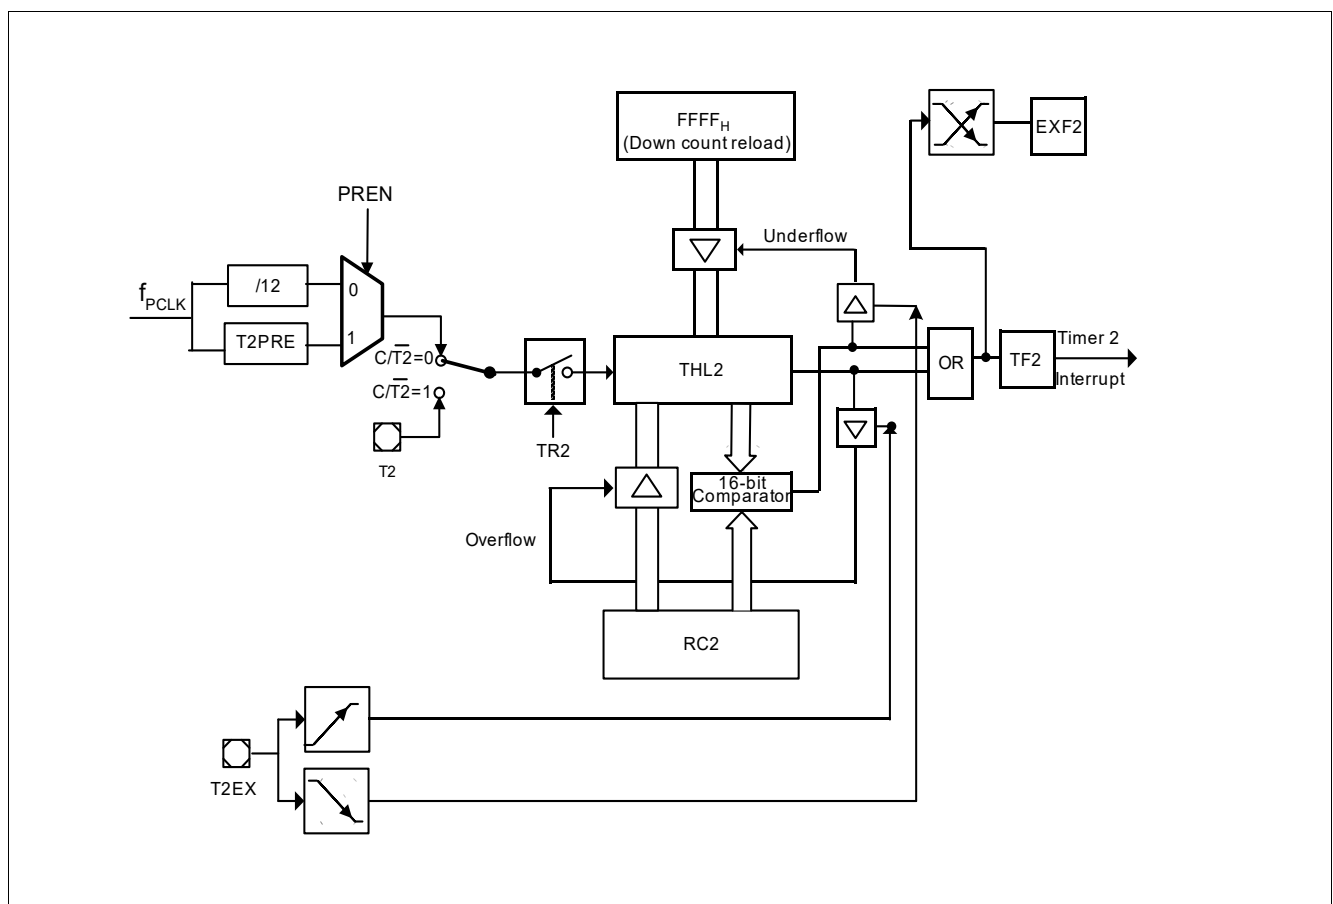 FFFFH
(Down count reload)
EXF2
PREN
Underflow
fPCLK
/12
0
T2PRE
1
C/T2=0
C/T2=1
T2
TR2
THL2
OR
TF2
Timer 2
Interrupt
16-bit
Comparator
Overflow
RC2
T2EX